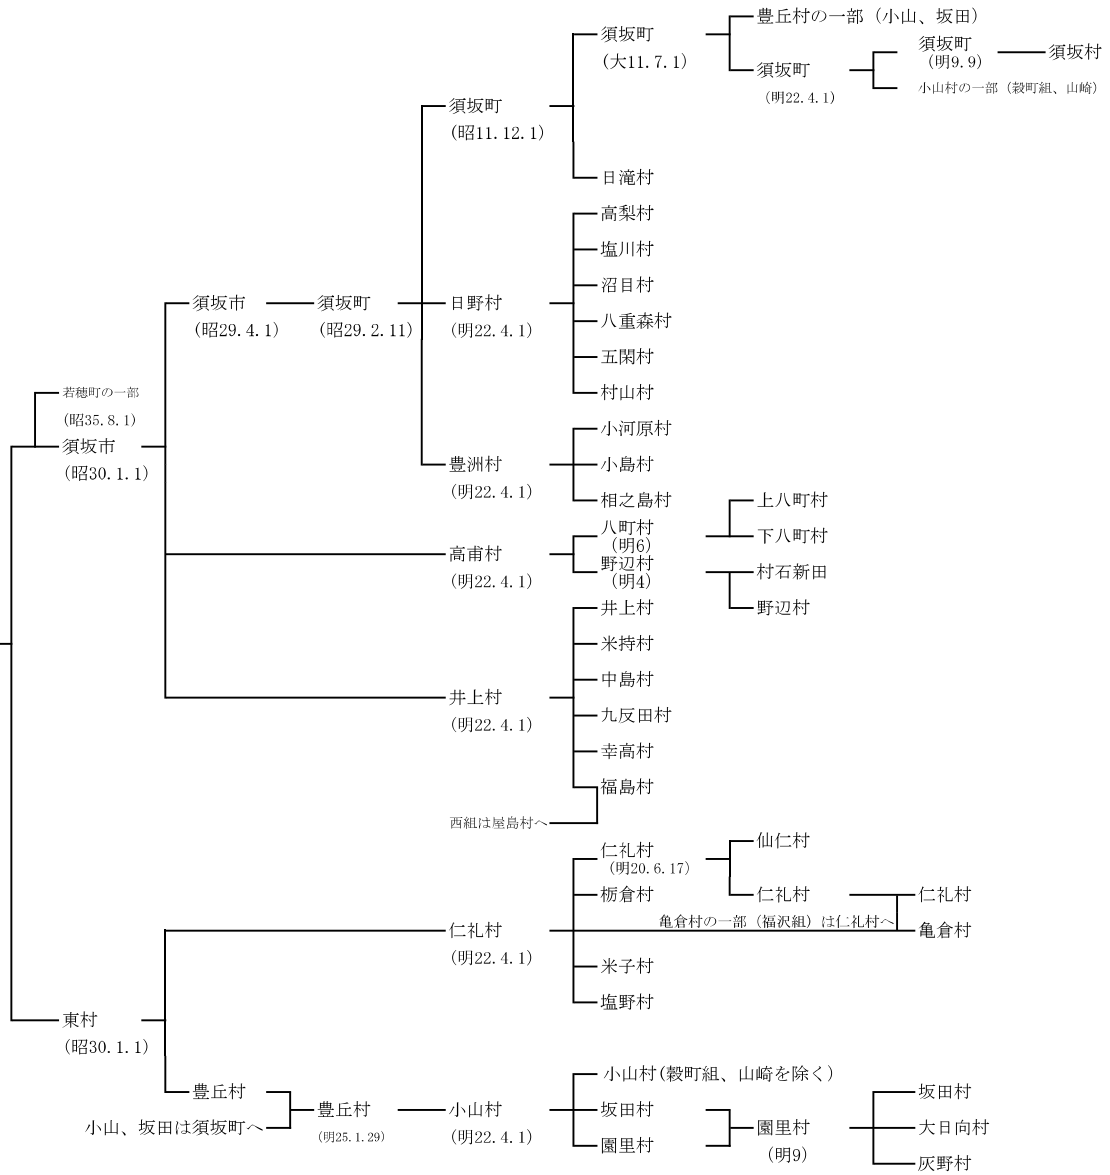 豊丘村の一部（小山、坂田）
須坂町
(大11.7.1)
須坂町
(明9.9)
須坂村
須坂町
(明22.4.1)
小山村の一部（穀町組、山崎）
須坂町
(昭11.12.1)
日滝村
高梨村
塩川村
沼目村
須坂市
(昭29.4.1)
須坂町
(昭29.2.11)
日野村
(明22.4.1)
八重森村
五閑村
村山村
若穂町の一部
(昭35.8.1)
須坂市
(昭30.1.1)
小河原村
豊洲村
(明22.4.1)
小島村
相之島村
上八町村
八町村
(明6)
下八町村
高甫村
(明22.4.1)
野辺村
(明4)
村石新田
野辺村
井上村
米持村
中島村
井上村
(明22.4.1)
九反田村
幸高村
福島村
西組は屋島村へ
仙仁村
仁礼村
(明20.6.17)
栃倉村
仁礼村
仁礼村
亀倉村の一部（福沢組）は仁礼村へ
仁礼村
(明22.4.1)
亀倉村
米子村
塩野村
東村
(昭30.1.1)
小山村(穀町組、山崎を除く）
豊丘村
坂田村
小山、坂田は須坂町へ
豊丘村
(明25.1.29)
小山村
(明22.4.1)
坂田村
園里村
(明9)
大日向村
園里村
灰野村